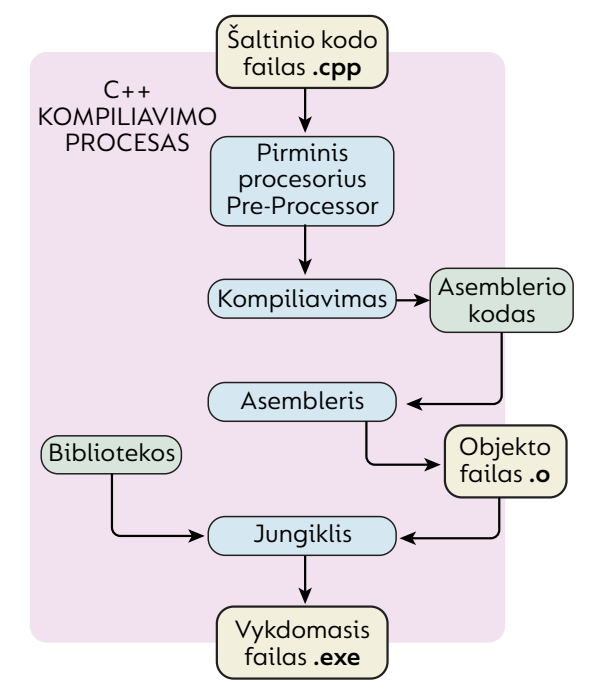 Šaltinio kodo
failas .cpp
C++
KOMPILIAVIMO
PROCESAS
Pirminis
procesorius
Pre-Processor
Kompiliavimas
Asemblerio
kodas
Asembleris
Bibliotekos
Objekto
failas .o
Jungiklis
Vykdomasis
failas .exe